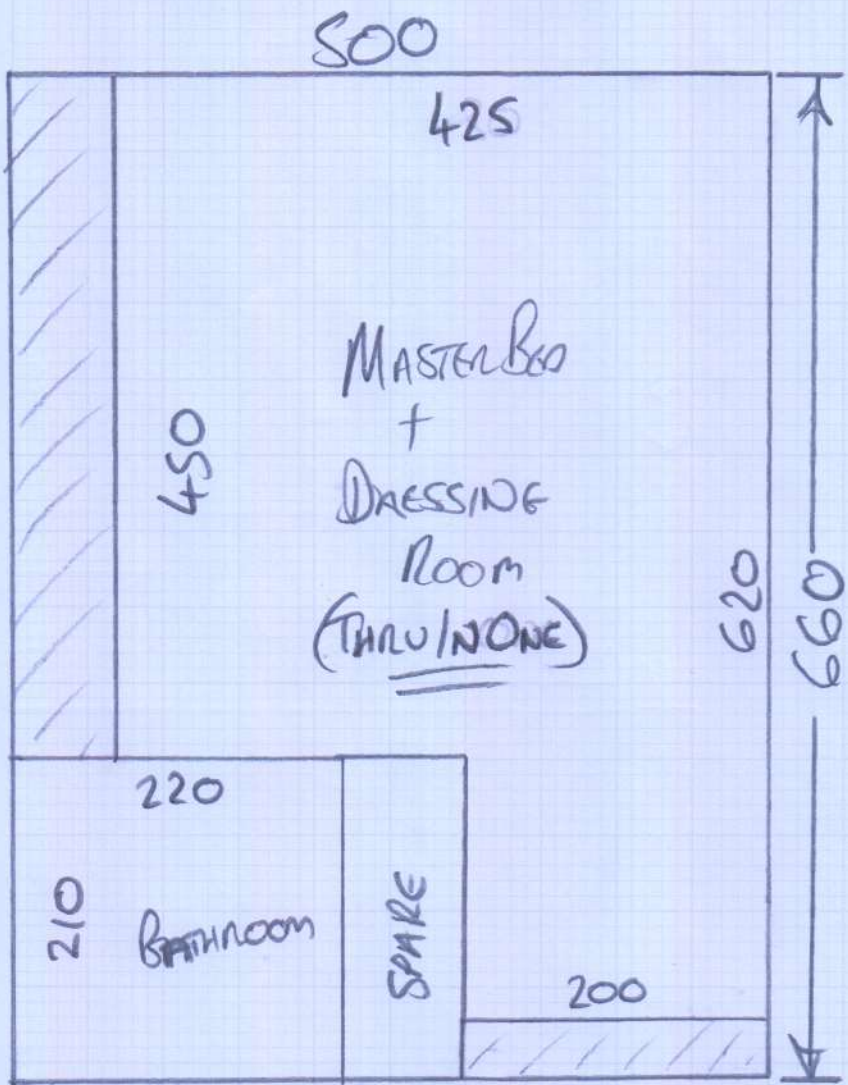 500
425
MASTER BED
+
DRESSING
ROOM
(THRU/IN ONE)
450
620
660
220
210
BATHROOM
SPARE
200